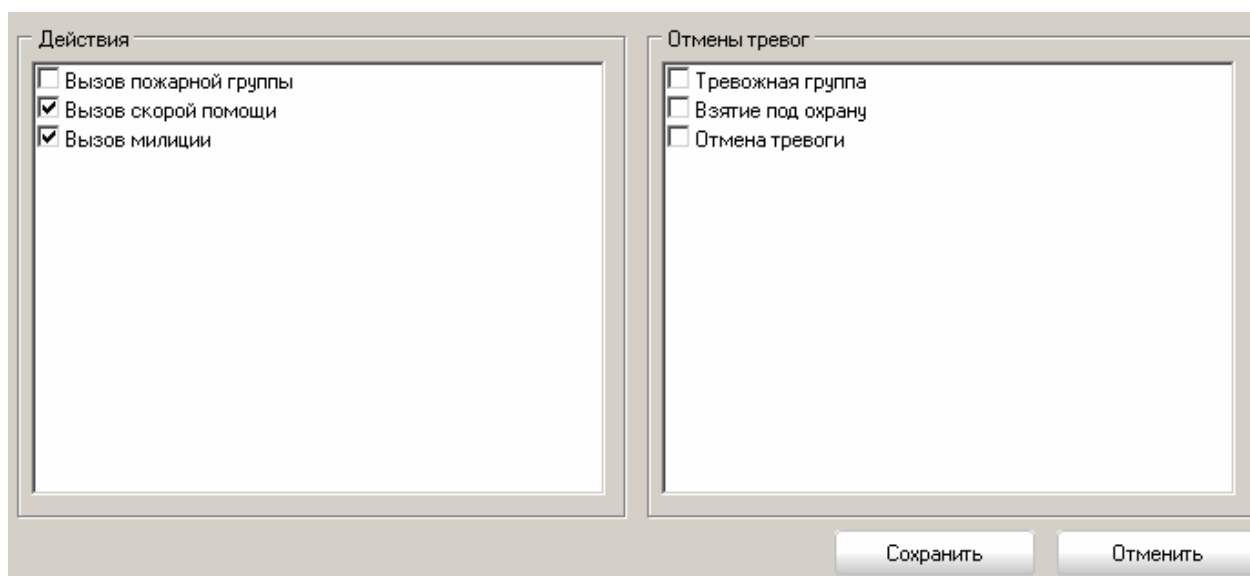 Действия
Вызов пожарной группы
Вызов скорой помощи
Вызов милиции
Отмены тревог
Тревожная группа
Взятие под охрану
Отмена тревоги
Сохранить
Отменить